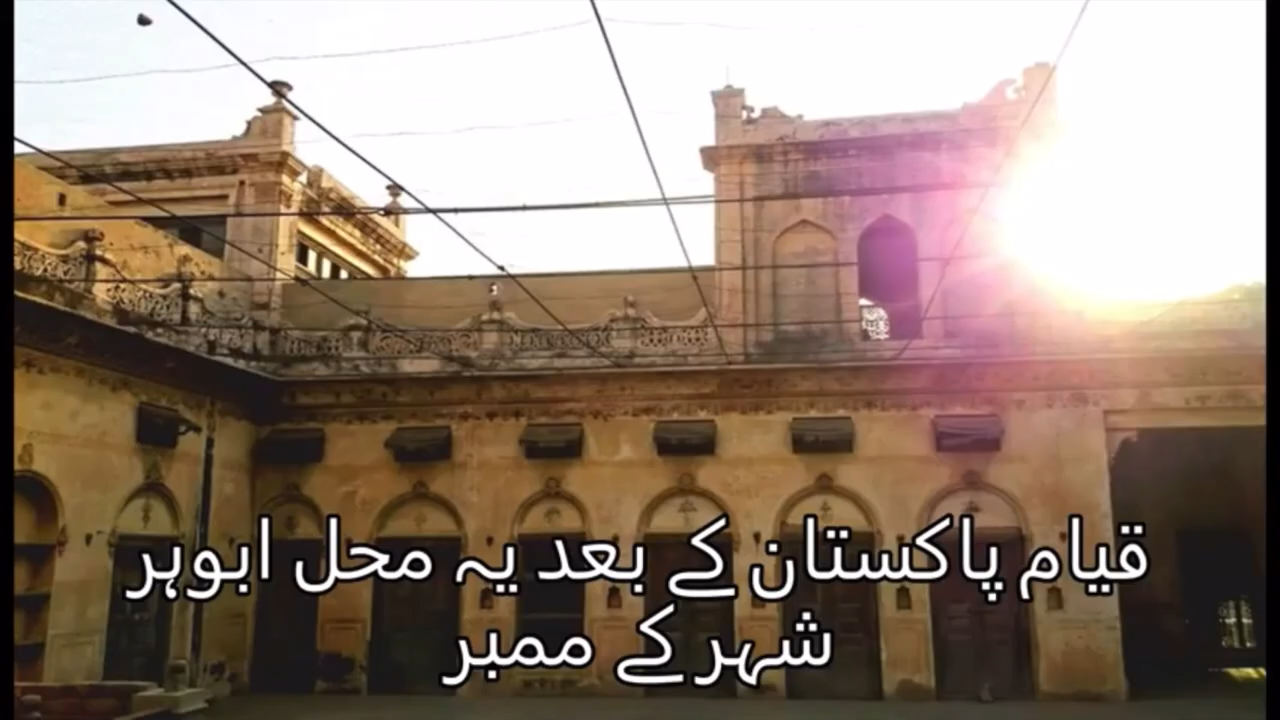 قیام پاکستان کے بعد یہ محل ابوہر
شہر کے ممبر